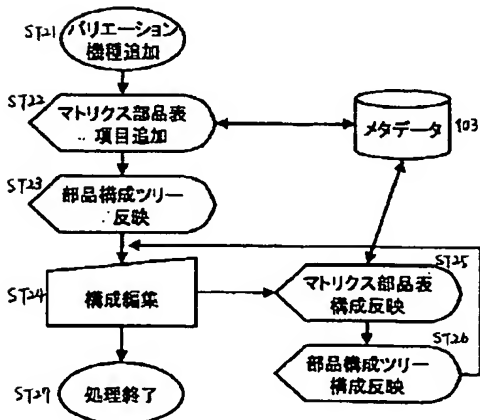 ST21
バリエーション
機種追加
ST22
マトリクス部品表
項目追加
メタデータ
103
ST23
部品構成ツリー
反映
ST24
構成編集
ST25
マトリクス部品表
構成反映
ST26
部品構成ツリー
構成反映
ST27
処理終了